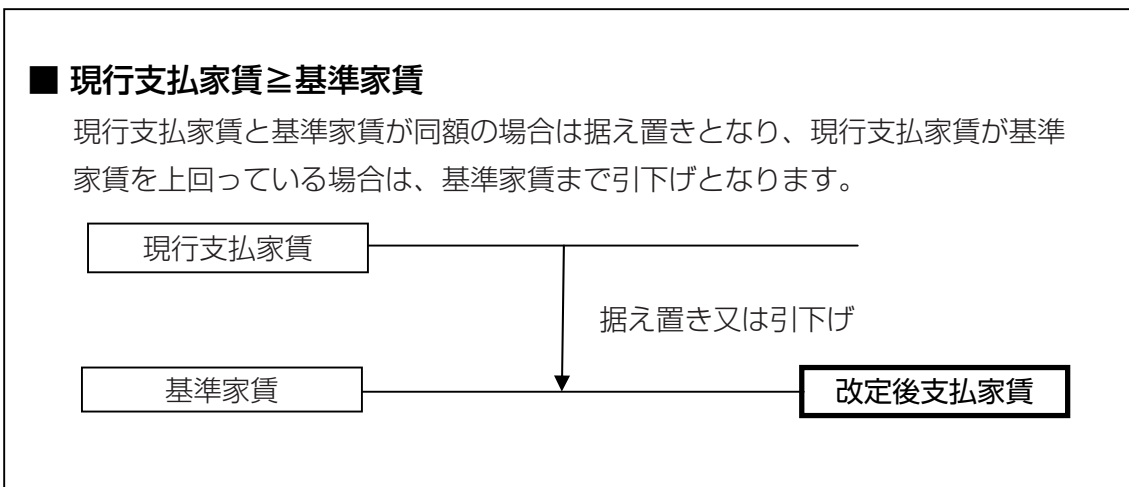 ■ 現行支払家賃≧基準家賃
現行支払家賃と基準家賃が同額の場合は据え置きとなり、現行支払家賃が基準
家賃を上回っている場合は、基準家賃まで引下げとなります。
現行支払家賃
据え置き又は引下げ
基準家賃
改定後支払家賃